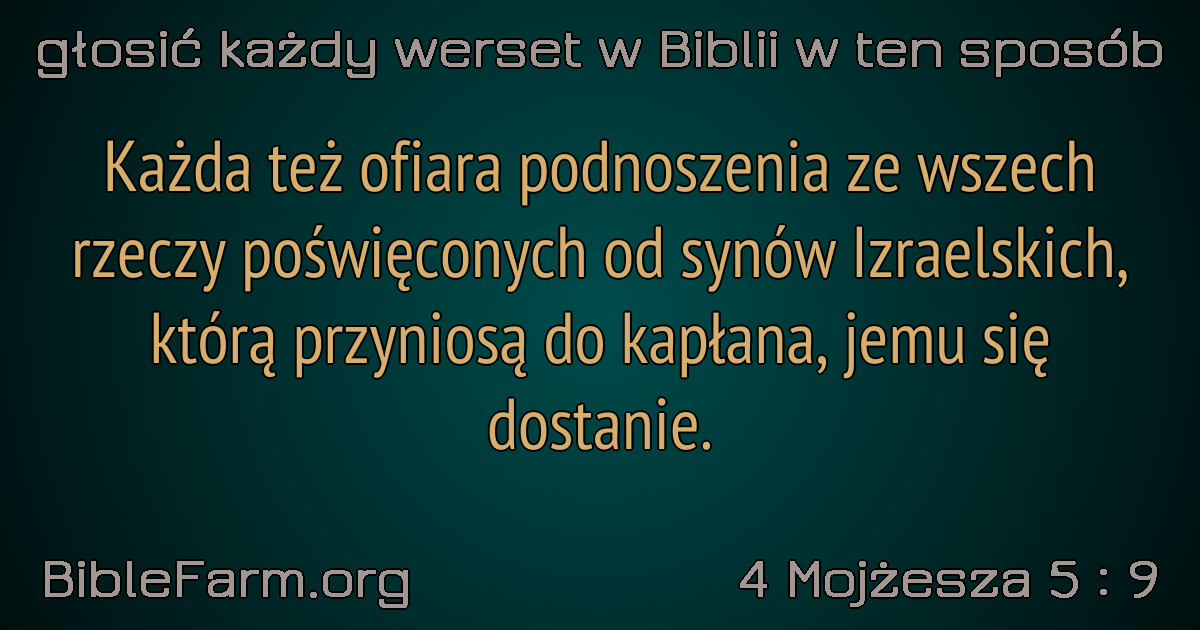 głosić każdy werset w Biblii w ten sposób
Każda też ofiara podnoszenia ze wszech
rzeczy poświęconych od synów Izraelskich,
którą przyniosą do kapłana, jemu się
dostanie.
BibleFarm.org
4 Mojżesza 5 : 9